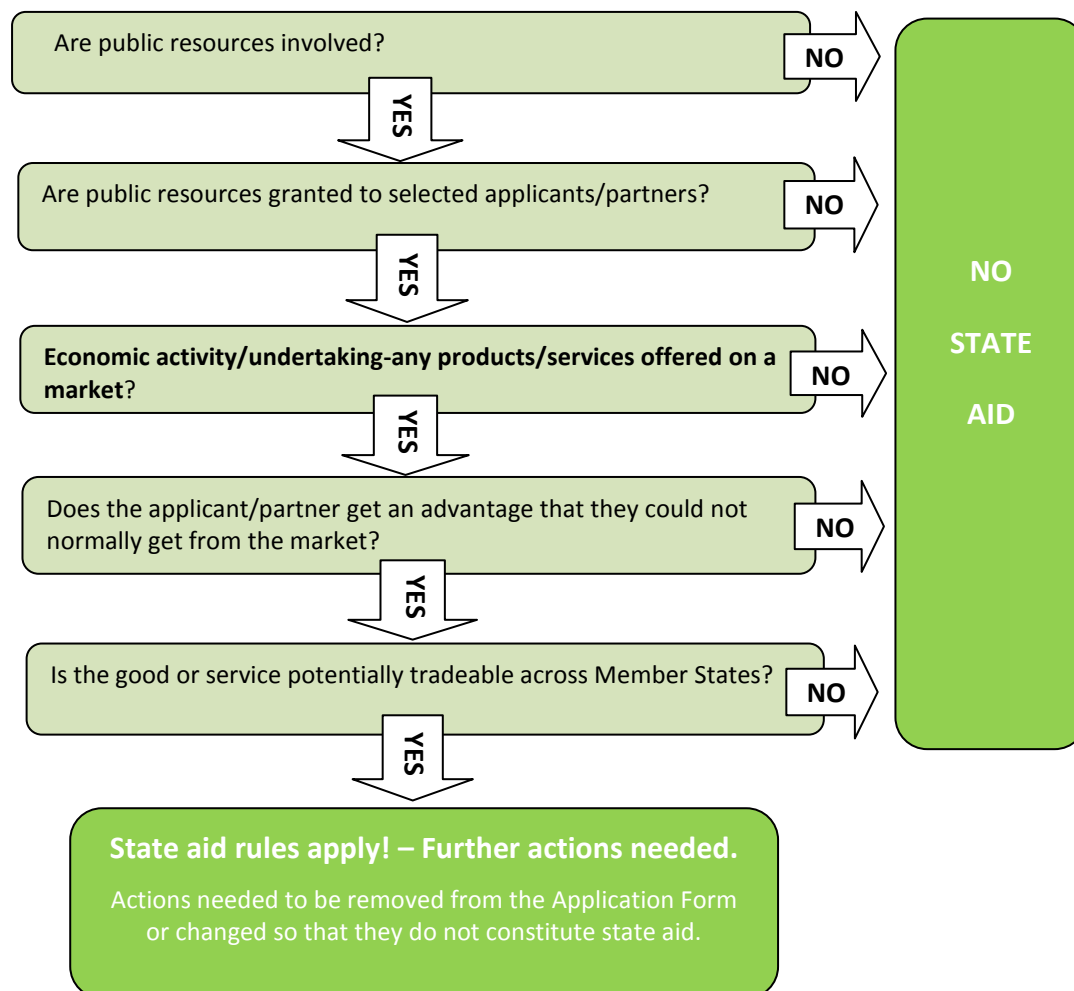 Are public resources involved?
NO
YES
Are public resources granted to selected applicants/partners?
NO
YES
Economic activity/undertaking-any products/services offered on a
market?
NO
YES
Does the applicant/partner get an advantage that they could not
normally get from the market?
NO
YES
Is the good or service potentially tradeable across Member States?
NO
YES
NO
STATE
AID
State aid rules apply! – Further actions needed.
Actions needed to be removed from the Application Form
or changed so that they do not constitute state aid.